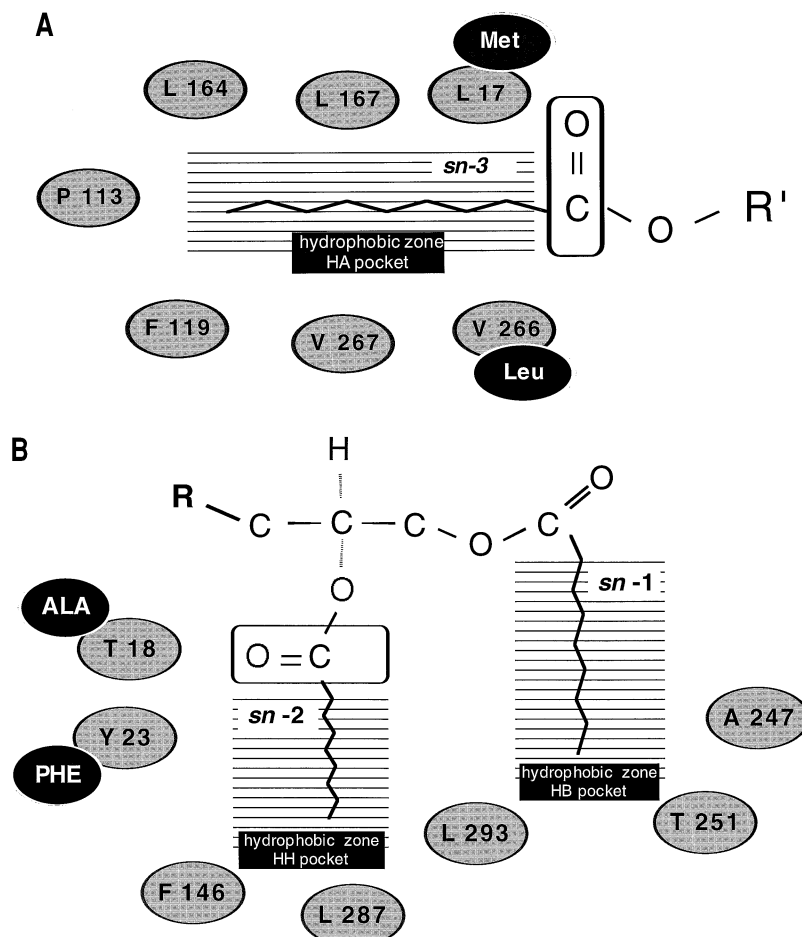 A
Met
L 164
L 167
L 17
O
=
C
O
R'
sn-3
P 113
hydrophobic zone
HA pocket
F 119
V 267
V 266
Leu
B
H
R
C
C
C
O
C
O
O
ALA
T 18
O=C
sn -1
sn -2
Y 23
PHE
A 247
hydrophobic zone
HB pocket
hydrophobic zone
HH pocket
L 293
T 251
F 146
L 287